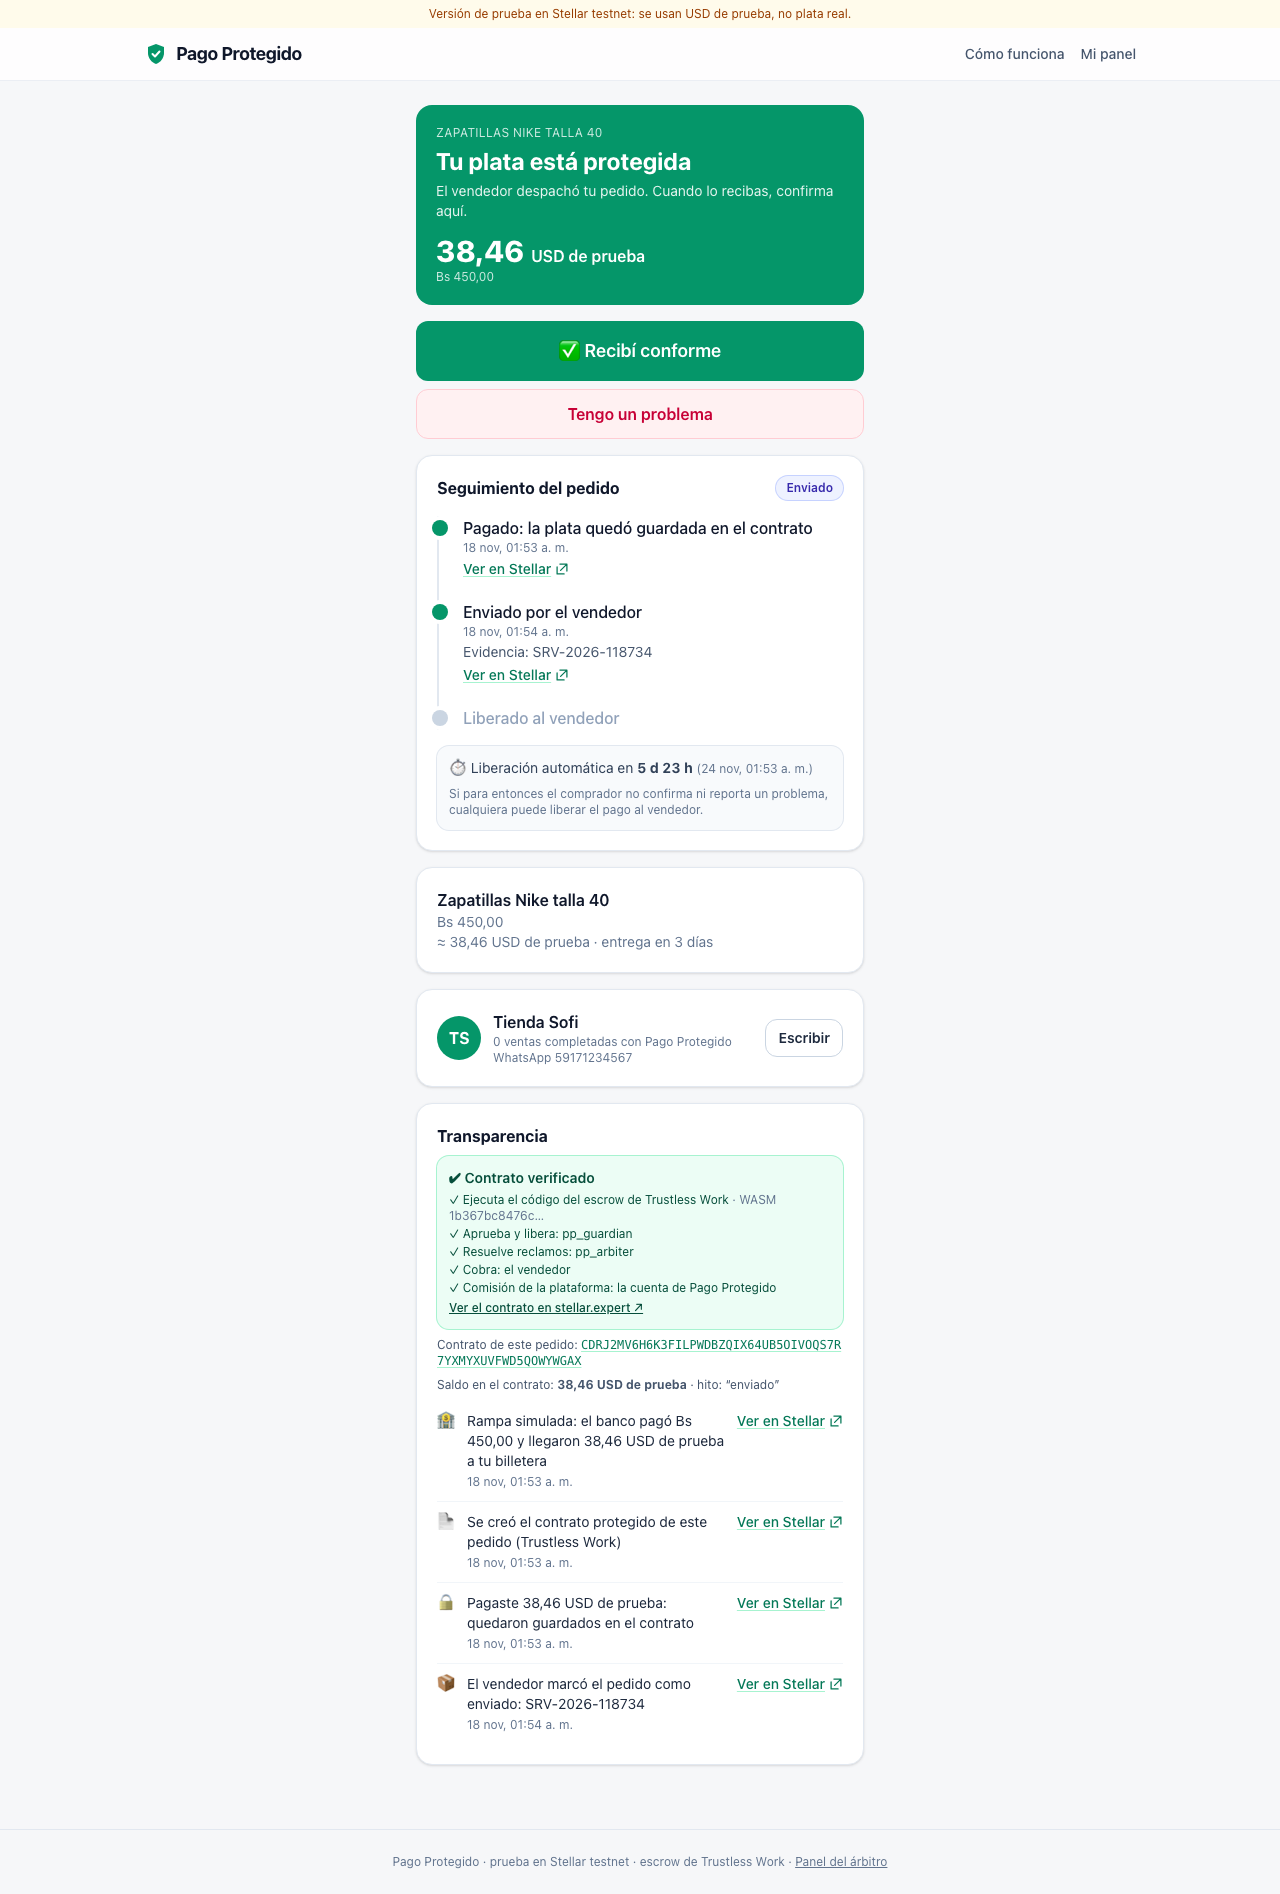 Versión de prueba en Stellar testnet: se usan USD de prueba, no plata real.
Pago Protegido
Cómo funciona
Mi panel
ZAPATILLAS NIKE TALLA 40
Tu plata está protegida
El vendedor despachó tu pedido. Cuando lo recibas, confirma
aquí.
38,46 USD de prueba
Bs 450,00
✅ Recibí conforme
Tengo un problema
Seguimiento del pedido
Enviado
Pagado: la plata quedó guardada en el contrato
18 nov, 01:53 a. m.
Ver en Stellar
Enviado por el vendedor
18 nov, 01:54 a. m.
Evidencia: SRV-2026-118734
Ver en Stellar
Liberado al vendedor
⏱ Liberación automática en 5 d 23 h (24 nov, 01:53 a. m.)
Si para entonces el comprador no confirma ni reporta un problema,
cualquiera puede liberar el pago al vendedor.
Zapatillas Nike talla 40
Bs 450,00
≈ 38,46 USD de prueba · entrega en 3 días
TS
Tienda Sofi
0 ventas completadas con Pago Protegido
WhatsApp 59171234567
Escribir
Transparencia
✔ Contrato verificado
✓ Ejecuta el código del escrow de Trustless Work · WASM
1b367bc8476c…
✓ Aprueba y libera: pp_guardian
✓ Resuelve reclamos: pp_arbiter
✓ Cobra: el vendedor
✓ Comisión de la plataforma: la cuenta de Pago Protegido
Ver el contrato en stellar.expert ↗
Contrato de este pedido: CDRJ2MV6H6K3FILPWDBZQIX64UB5OIVOQS7R
7YXMYXUVFWD5QOWYWGAX
Saldo en el contrato: 38,46 USD de prueba · hito: “enviado”
Rampa simulada: el banco pagó Bs
450,00 y llegaron 38,46 USD de prueba
a tu billetera
18 nov, 01:53 a. m.
Ver en Stellar
Se creó el contrato protegido de este
pedido (Trustless Work)
18 nov, 01:53 a. m.
Ver en Stellar
Pagaste 38,46 USD de prueba:
quedaron guardados en el contrato
18 nov, 01:53 a. m.
Ver en Stellar
El vendedor marcó el pedido como
enviado: SRV-2026-118734
18 nov, 01:54 a. m.
Ver en Stellar
Pago Protegido · prueba en Stellar testnet · escrow de Trustless Work · Panel del árbitro